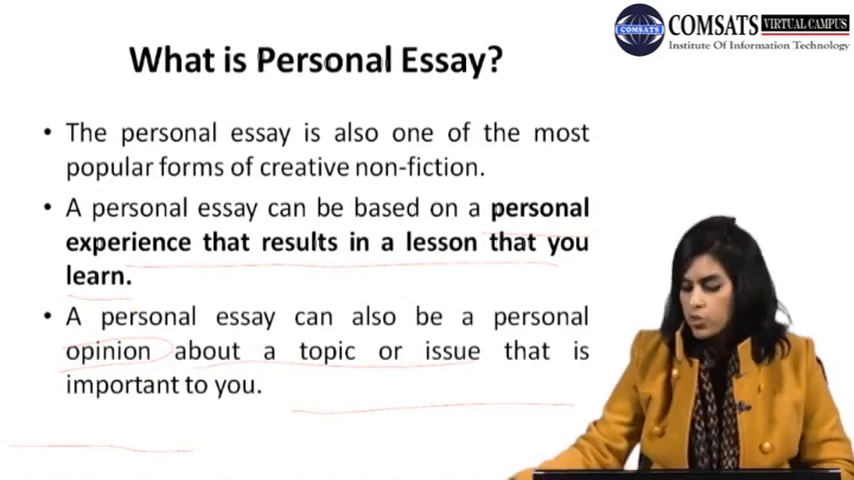 COMSATS
COMSATS VIRTUAL CAMPUS
Institute Of Information Technology
What is Personal Essay?
• The personal essay is also one of the most
popular forms of creative non-fiction.
• A personal essay can be based on a personal
experience that results in a lesson that you
learn.
• A personal essay can also be a personal
opinion about a topic or issue that is
important to you.